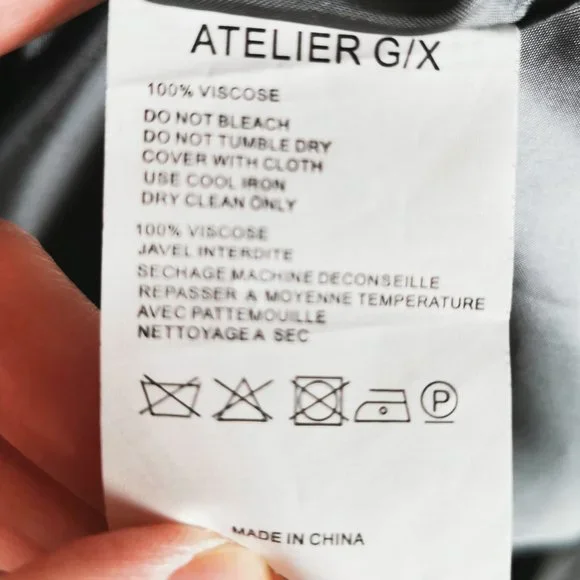 ATELIER G/X
100% VISCOSE
DO NOT BLEACH
DO NOT TUMBLE DRY
COVER WITH CLOTH
USE COOL IRON
DRY CLEAN ONLY
100% VISCOSE
JAVEL INTERDITE
SECHAGE MACHINE DECONSEILLE
REPASSER A MOYENNE TEMPERATURE
AVEC PATTEMOUILLE
NETTOYAGE A SEC
P
MADE IN CHINA